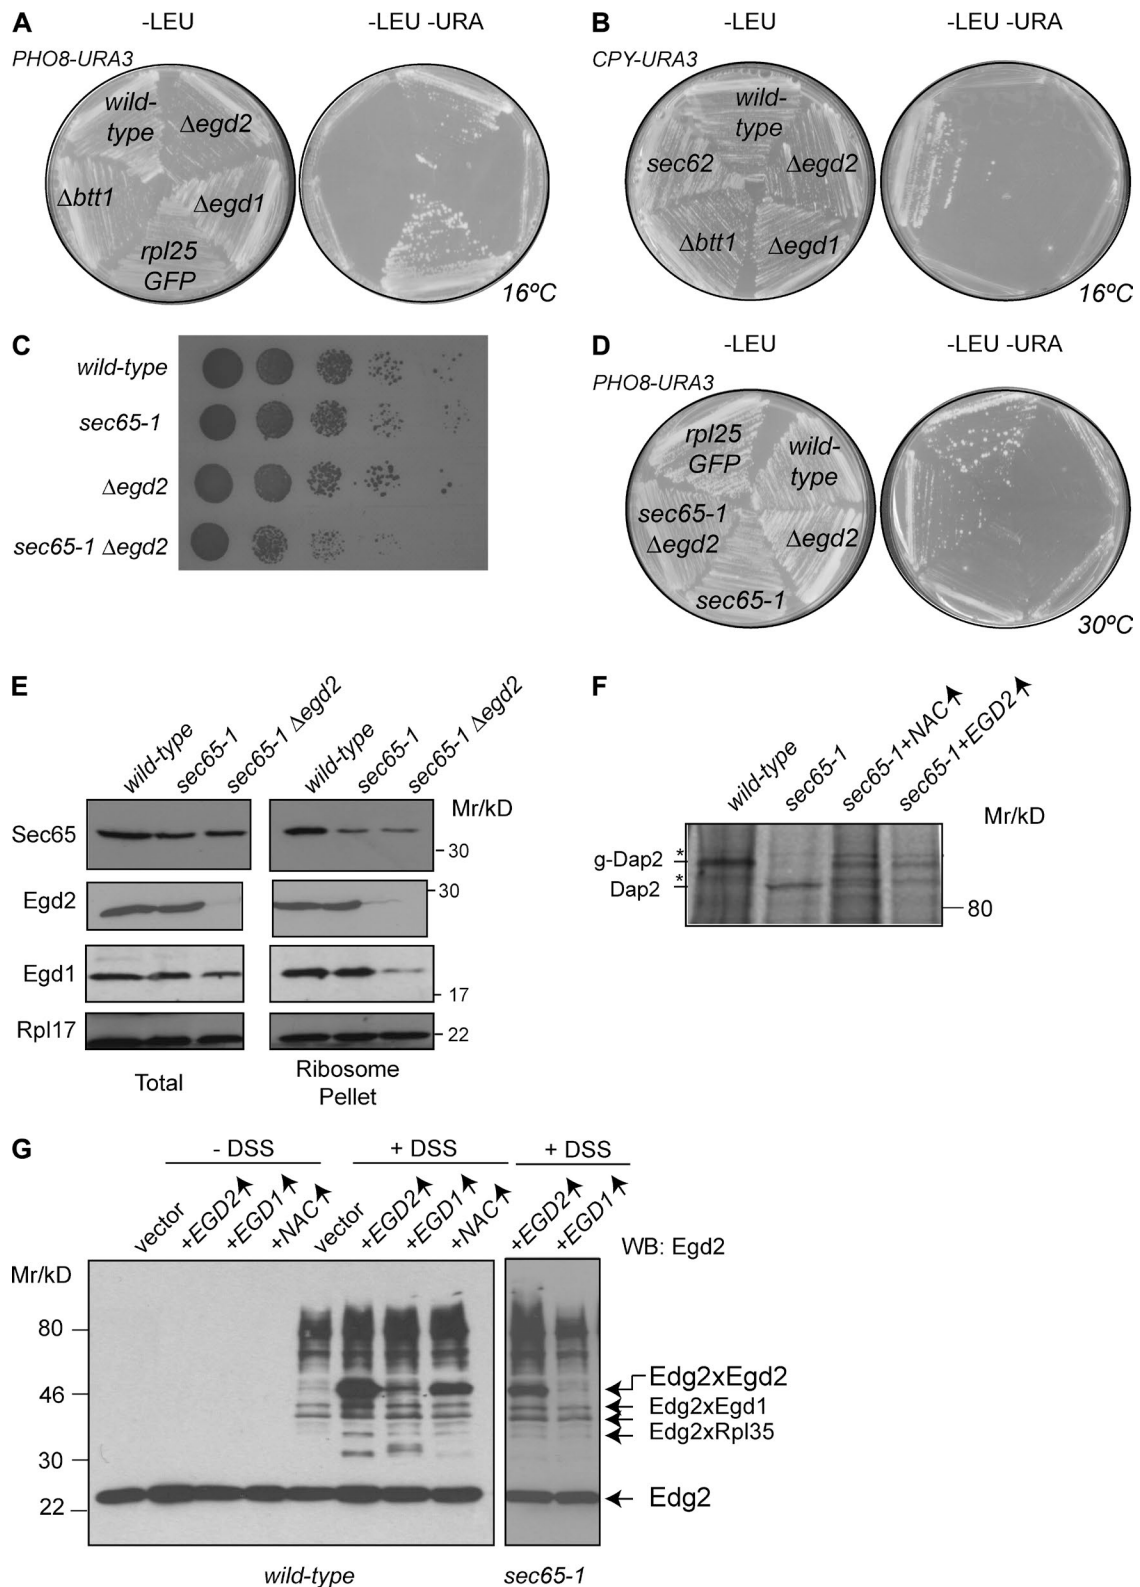 A
-LEU
-LEU -URA
PHO8-URA3
wild-
type
Δegd2
Δbtt1
Δegd1
rpl25
GFP
16ºC
B
-LEU
-LEU -URA
CPY-URA3
wild-
type
sec62
Δegd2
Δbtt1
Δegd1
16ºC
C
wild-type
sec65-1
Δegd2
sec65-1 Δegd2
D
-LEU
-LEU -URA
PHO8-URA3
rpl25
GFP
wild-
type
sec65-1
Δegd2
Δegd2
sec65-1
30ºC
E
wild-type
sec65-1
sec65-1 Δegd2
wild-type
sec65-1
sec65-1 Δegd2
Mr/kD
Sec65
30
Egd2
30
Egd1
17
Rpl17
22
Total
Ribosome
Pellet
F
wild-type
sec65-1
sec65-1+NAC
sec65-1+EGD2
Mr/kD
g-Dap2
*
*
Dap2
80
G
- DSS
+ DSS
+ DSS
vector
+EGD2
+EGD1
+NAC
vector
+EGD2
+EGD1
+NAC
+EGD2
+EGD1
WB: Egd2
Mr/kD
80
46
30
22
Edg2xEgd2
Edg2xEgd1
Edg2xRpl35
Edg2
wild-type
sec65-1